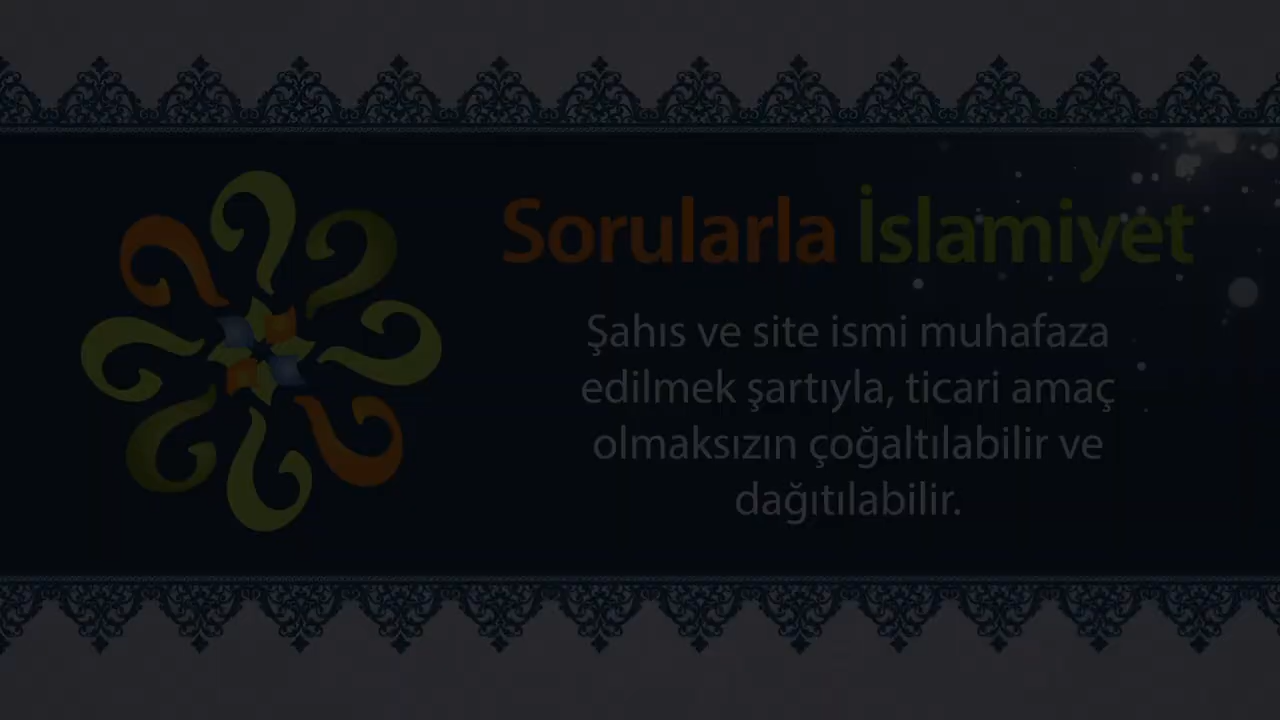 Sorularla İslamiyet
Şahıs ve site ismi muhafaza
edilmek şartıyla, ticari amaç
olmaksızın çoğaltılabilir ve
dağıtılabilir.